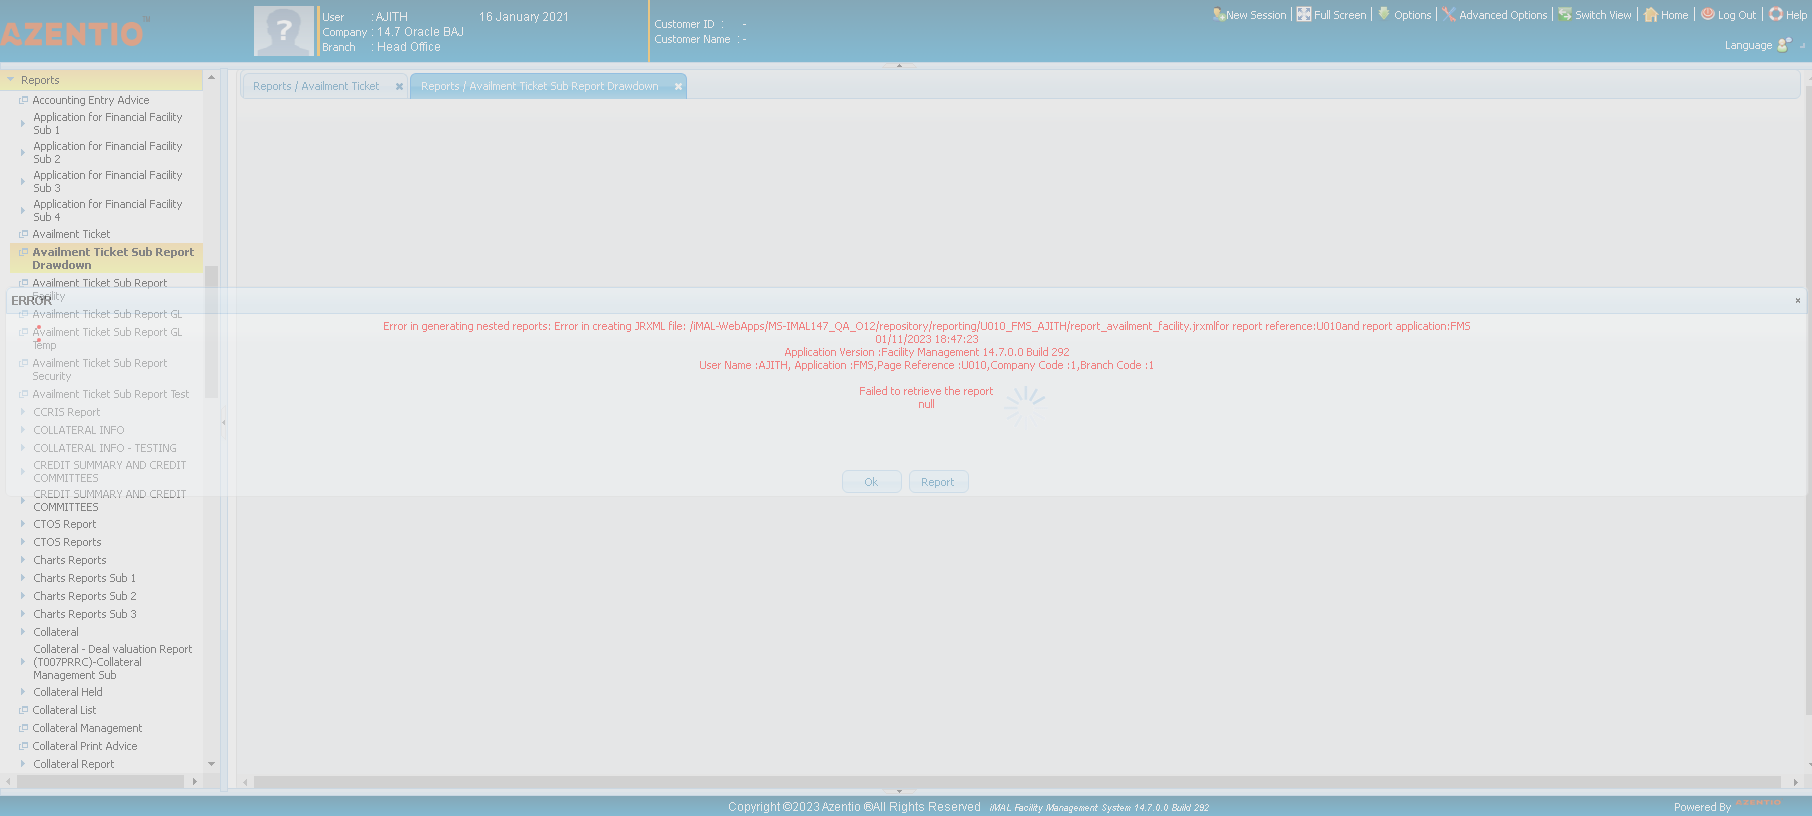 AZENTIO™
User : AJITH 16 January 2021
Company : 14.7 Oracle BAJ
Branch : Head Office
Customer ID : -
Customer Name : -
New Session | Full Screen | Options | Advanced Options | Switch View | Home | Log Out | Help
Language
Reports
Accounting Entry Advice
Application for Financial Facility
Sub 1
Application for Financial Facility
Sub 2
Application for Financial Facility
Sub 3
Application for Financial Facility
Sub 4
Availment Ticket
Availment Ticket Sub Report
Drawdown
Availment Ticket Sub Report
Facility
Availment Ticket Sub Report GL
Availment Ticket Sub Report GL
Temp
Availment Ticket Sub Report
Security
Availment Ticket Sub Report Test
CCRIS Report
COLLATERAL INFO
COLLATERAL INFO - TESTING
CREDIT SUMMARY AND CREDIT
COMMITTEES
CREDIT SUMMARY AND CREDIT
COMMITTEES
CTOS Report
CTOS Reports
Charts Reports
Charts Reports Sub 1
Charts Reports Sub 2
Charts Reports Sub 3
Collateral
Collateral - Deal valuation Report
(T007PRRC)-Collateral
Management Sub
Collateral Held
Collateral List
Collateral Management
Collateral Print Advice
Collateral Report
Reports / Availment Ticket
Reports / Availment Ticket Sub Report Drawdown
ERROR
Error in generating nested reports: Error in creating JRXML file: /IMAL-WebApps/MS-IMAL147_QA_O12/repository/reporting/U010_FMS_AJITH/report_availment_facility.jrxmlfor report reference:U010and report application:FMS
01/11/2023 18:47:23
Application Version :Facility Management 14.7.0.0 Build 292
User Name :AJITH, Application :FMS,Page Reference :U010,Company Code :1,Branch Code :1
Failed to retrieve the report
null
Ok
Report
Copyright ©2023 Azentio ®All Rights Reserved iMAL Facility Management System 14.7.0.0 Build 292
Powered By AZENTIO